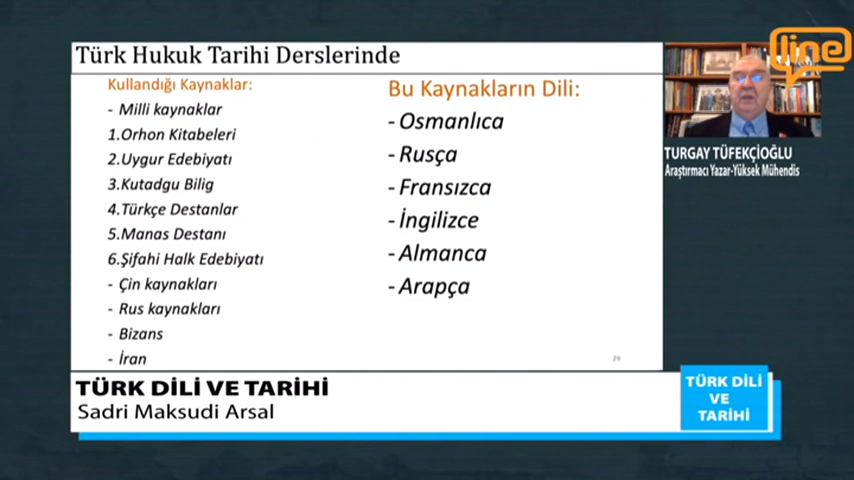 Türk Hukuk Tarihi Derslerinde
Kullandığı Kaynaklar:
- Milli kaynaklar
1.Orhon Kitabeleri
2.Uygur Edebiyatı
3.Kutadgu Bilig
4.Türkçe Destanlar
5.Manas Destanı
6.Şifahi Halk Edebiyatı
- Çin kaynakları
- Rus kaynakları
- Bizans
- İran
Bu Kaynakların Dili:
- Osmanlıca
- Rusça
- Fransızca
- İngilizce
- Almanca
- Arapça
29
line
TURGAY TÜFEKÇİOĞLU
Araştırmacı Yazar-Yüksek Mühendis
TÜRK DİLİ VE TARİHİ
Sadri Maksudi Arsal
TÜRK DİLİ
VE
TARİHİ